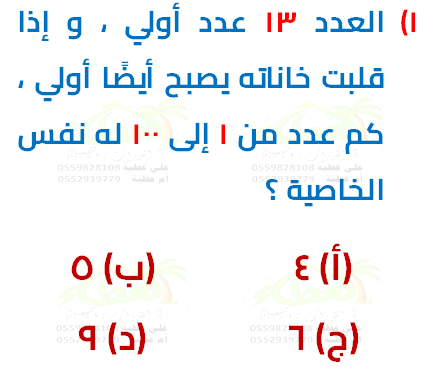 ١) العدد ١٣ عدد أولي ، و إذا
قلبت خاناته يصبح أيضًا أولي ،
كم عدد من ١ إلى ١٠٠ له نفس
الخاصية ؟
(أ) ٤
(ب) ٥
(ج) ٦
(د) ٩
علي عطيه 0559828108
ام عطيه 0552939779